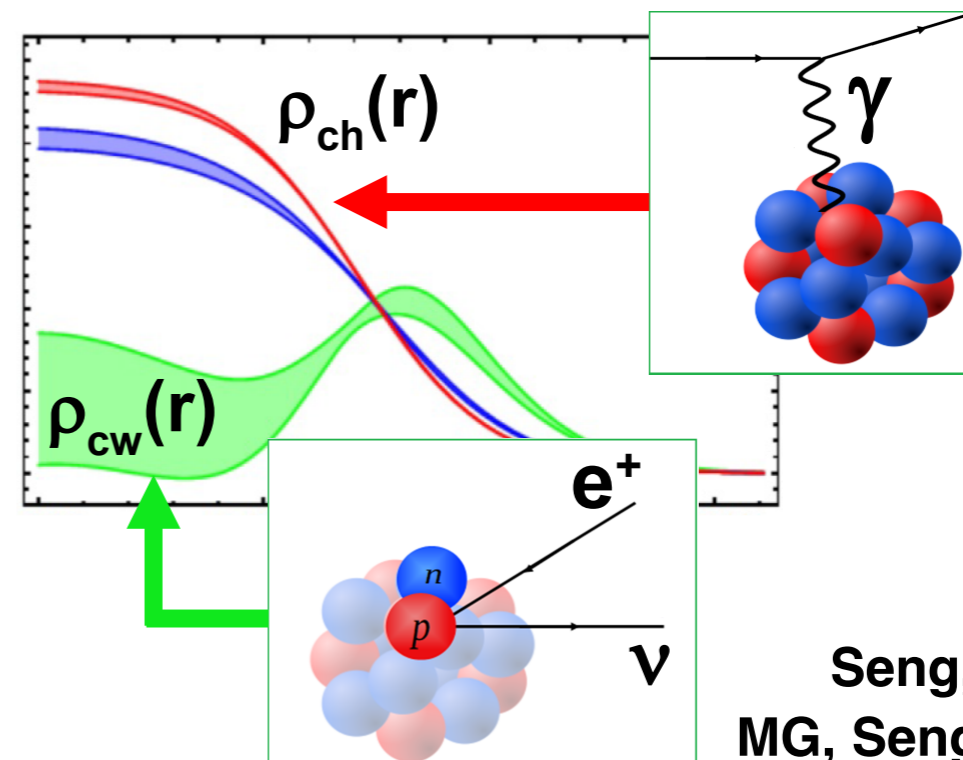 ρch(r)
γ
ρcw(r)
e+
n
p
ν
Seng
MG, Seng